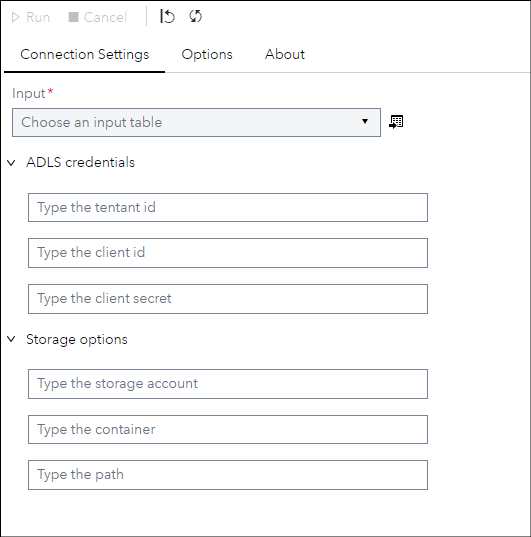 Run Cancel
Connection Settings Options About
Input*
Choose an input table
ADLS credentials
Type the tentant id
Type the client id
Type the client secret
Storage options
Type the storage account
Type the container
Type the path